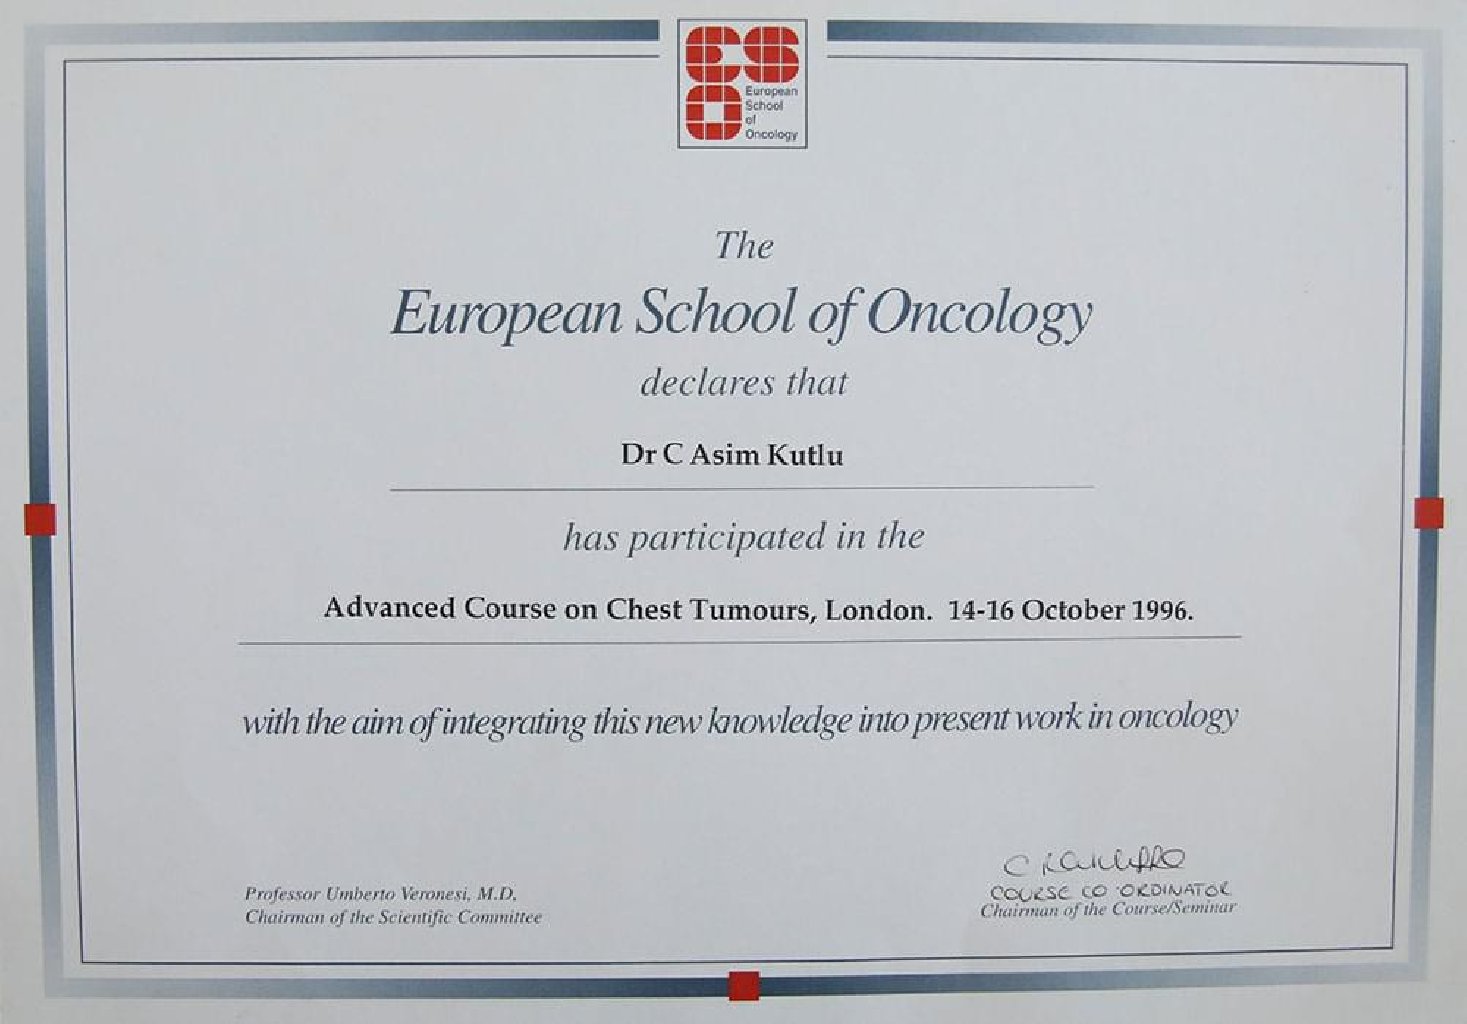 ESO
European
School
of
Oncology
The
European School of Oncology
declares that
Dr C Asim Kutlu
has participated in the
Advanced Course on Chest Tumours, London. 14-16 October 1996.
with the aim of integrating this new knowledge into present work in oncology
Professor Umberto Veronesi, M.D.
Chairman of the Scientific Committee
COURSE CO ORDINATOR
Chairman of the Course/Seminar